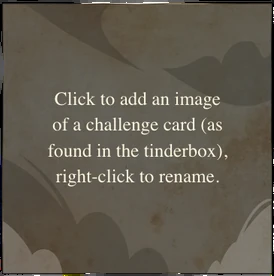 Click to add an image
of a challenge card (as
found in the tinderbox),
right-click to rename.